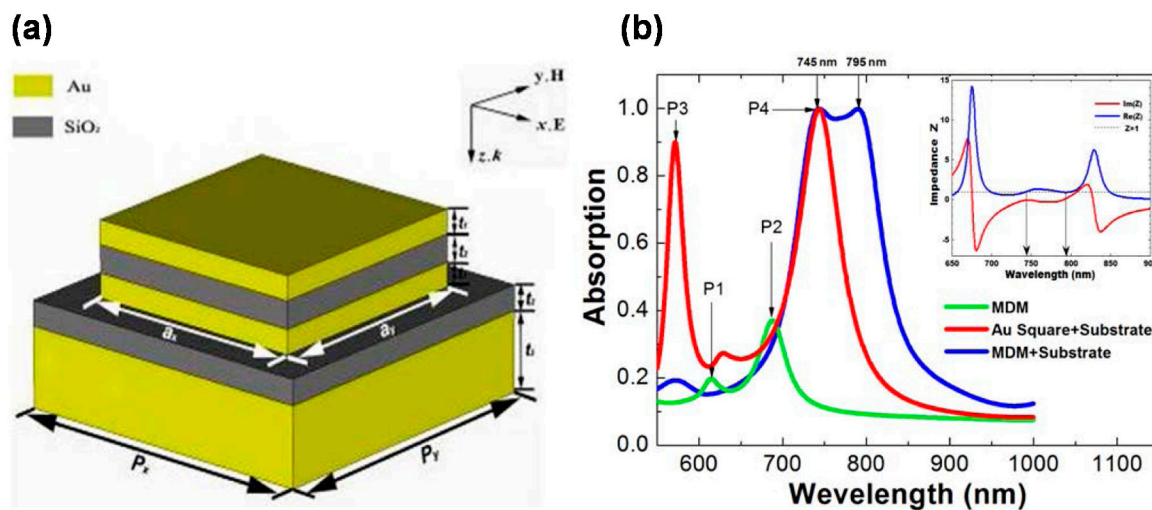 (a)
Au
SiO₂
y,H
x,E
z,k
t₁
t₂
aₓ
aᵧ
t₂
t₃
Pₓ
Pᵧ
(b)
745 nm
795 nm
P3
P4
P2
P1
Absorption
1.0
0.8
0.6
0.4
0.2
0.0
600
700
800
900
1000
1100
Wevelength (nm)
MDM
Au Square+Substrate
MDM+Substrate
Im(Z)
Re(Z)
Z=1
Impedance Z
15
10
5
0
-5
650
700
750
800
850
900
Wavelength (nm)